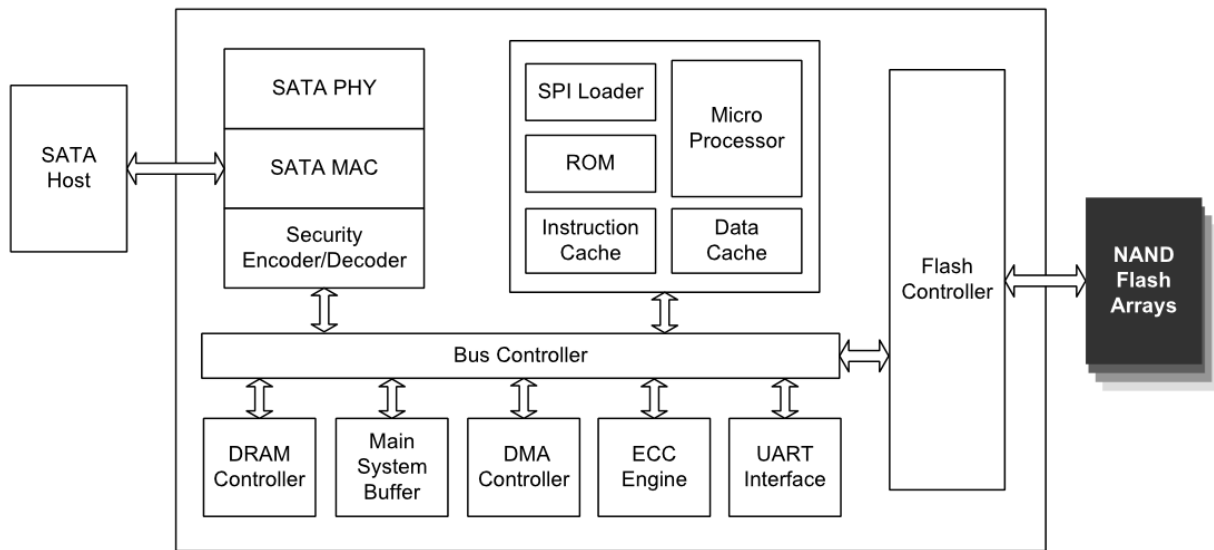 SATA
Host
SATA PHY
SATA MAC
Security
Encoder/Decoder
SPI Loader
ROM
Instruction
Cache
Micro
Processor
Data
Cache
Flash
Controller
NAND
Flash
Arrays
Bus Controller
DRAM
Controller
Main
System
Buffer
DMA
Controller
ECC
Engine
UART
Interface